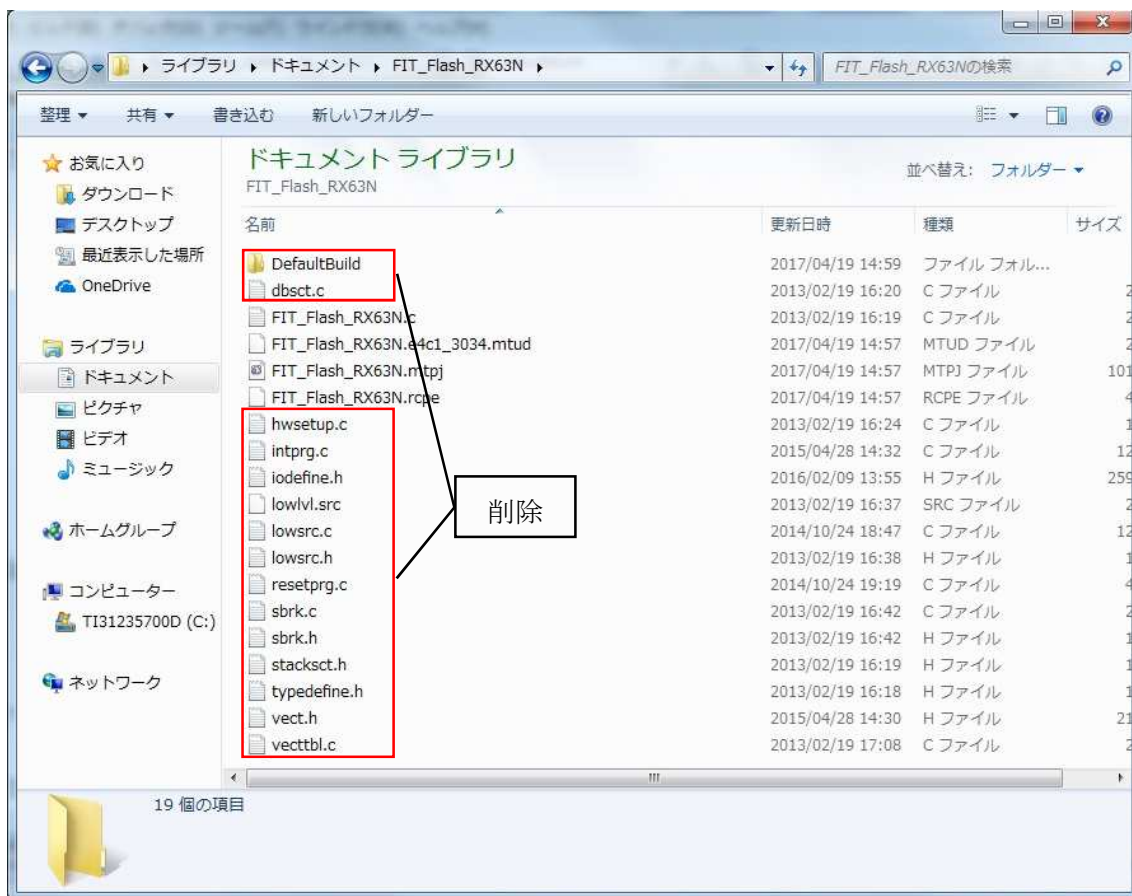 ライブラリ ドキュメント FIT_Flash_RX63N
FIT_Flash_RX63Nの検索
整理 共有 書き込む 新しいフォルダー
お気に入り
ダウンロード
デスクトップ
最近表示した場所
OneDrive
ライブラリ
ドキュメント
ピクチャ
ビデオ
ミュージック
ホームグループ
コンピューター
TI31235700D (C:)
ネットワーク
ドキュメント ライブラリ
FIT_Flash_RX63N
並べ替え: フォルダー
名前 更新日時 種類 サイズ
DefaultBuild 2017/04/19 14:59 ファイル フォル...
dbsct.c 2013/02/19 16:20 C ファイル 2
FIT_Flash_RX63N.c 2013/02/19 16:19 C ファイル 2
FIT_Flash_RX63N.e4c1_3034.mtud 2017/04/19 14:57 MTUD ファイル 2
FIT_Flash_RX63N.mtpj 2017/04/19 14:57 MTPJ ファイル 101
FIT_Flash_RX63N.rcpe 2017/04/19 14:57 RCPE ファイル 4
hwsetup.c 2013/02/19 16:24 C ファイル 1
intprg.c 2015/04/28 14:32 C ファイル 12
iodefine.h 2016/02/09 13:55 H ファイル 259
lowlvl.src 2013/02/19 16:37 SRC ファイル 2
lowsrc.c 2014/10/24 18:47 C ファイル 12
lowsrc.h 2013/02/19 16:38 H ファイル 1
resetprg.c 2014/10/24 19:19 C ファイル 4
sbrk.c 2013/02/19 16:42 C ファイル 2
sbrk.h 2013/02/19 16:42 H ファイル 1
stacksct.h 2013/02/19 16:19 H ファイル 1
typedefine.h 2013/02/19 16:18 H ファイル 1
vect.h 2015/04/28 14:30 H ファイル 21
vecttbl.c 2013/02/19 17:08 C ファイル 2
削除
19 個の項目